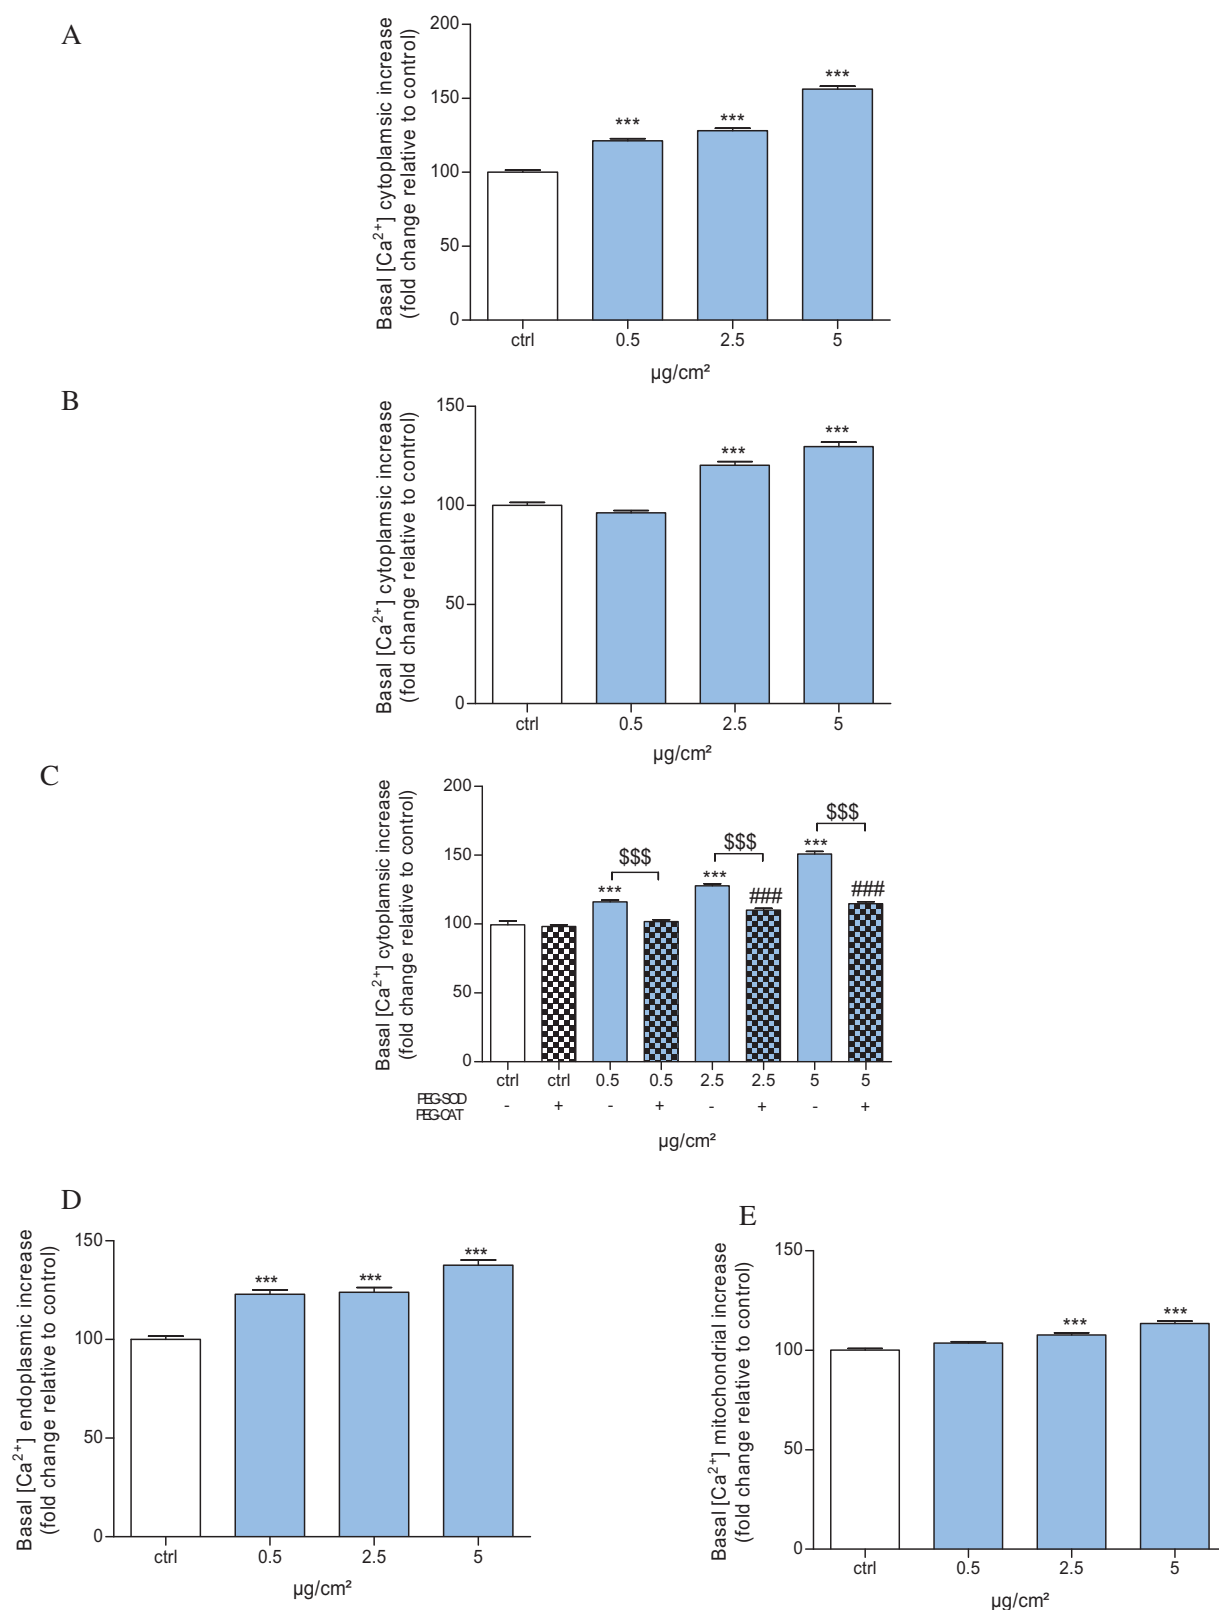 A
Basal [Ca²⁺] cytoplamsic increase
(fold change relative to control)
200
150
100
50
0
***
***
***
ctrl 0.5 2.5 5
µg/cm²
B
Basal [Ca²⁺] cytoplamsic increase
(fold change relative to control)
150
100
50
0
***
***
ctrl 0.5 2.5 5
µg/cm²
C
Basal [Ca²⁺] cytoplamsic increase
(fold change relative to control)
200
150
100
50
0
$$$
$$$
$$$
***
***
***
###
###
ctrl ctrl 0.5 0.5 2.5 2.5 5 5
PEG-SOD
PEG-CAT
- + - + - + - +
µg/cm²
D
Basal [Ca²⁺] endoplasmic increase
(fold change relative to control)
150
100
50
0
***
***
***
ctrl 0.5 2.5 5
µg/cm²
E
Basal [Ca²⁺] mitochondrial increase
(fold change relative to control)
150
100
50
0
***
***
ctrl 0.5 2.5 5
µg/cm²